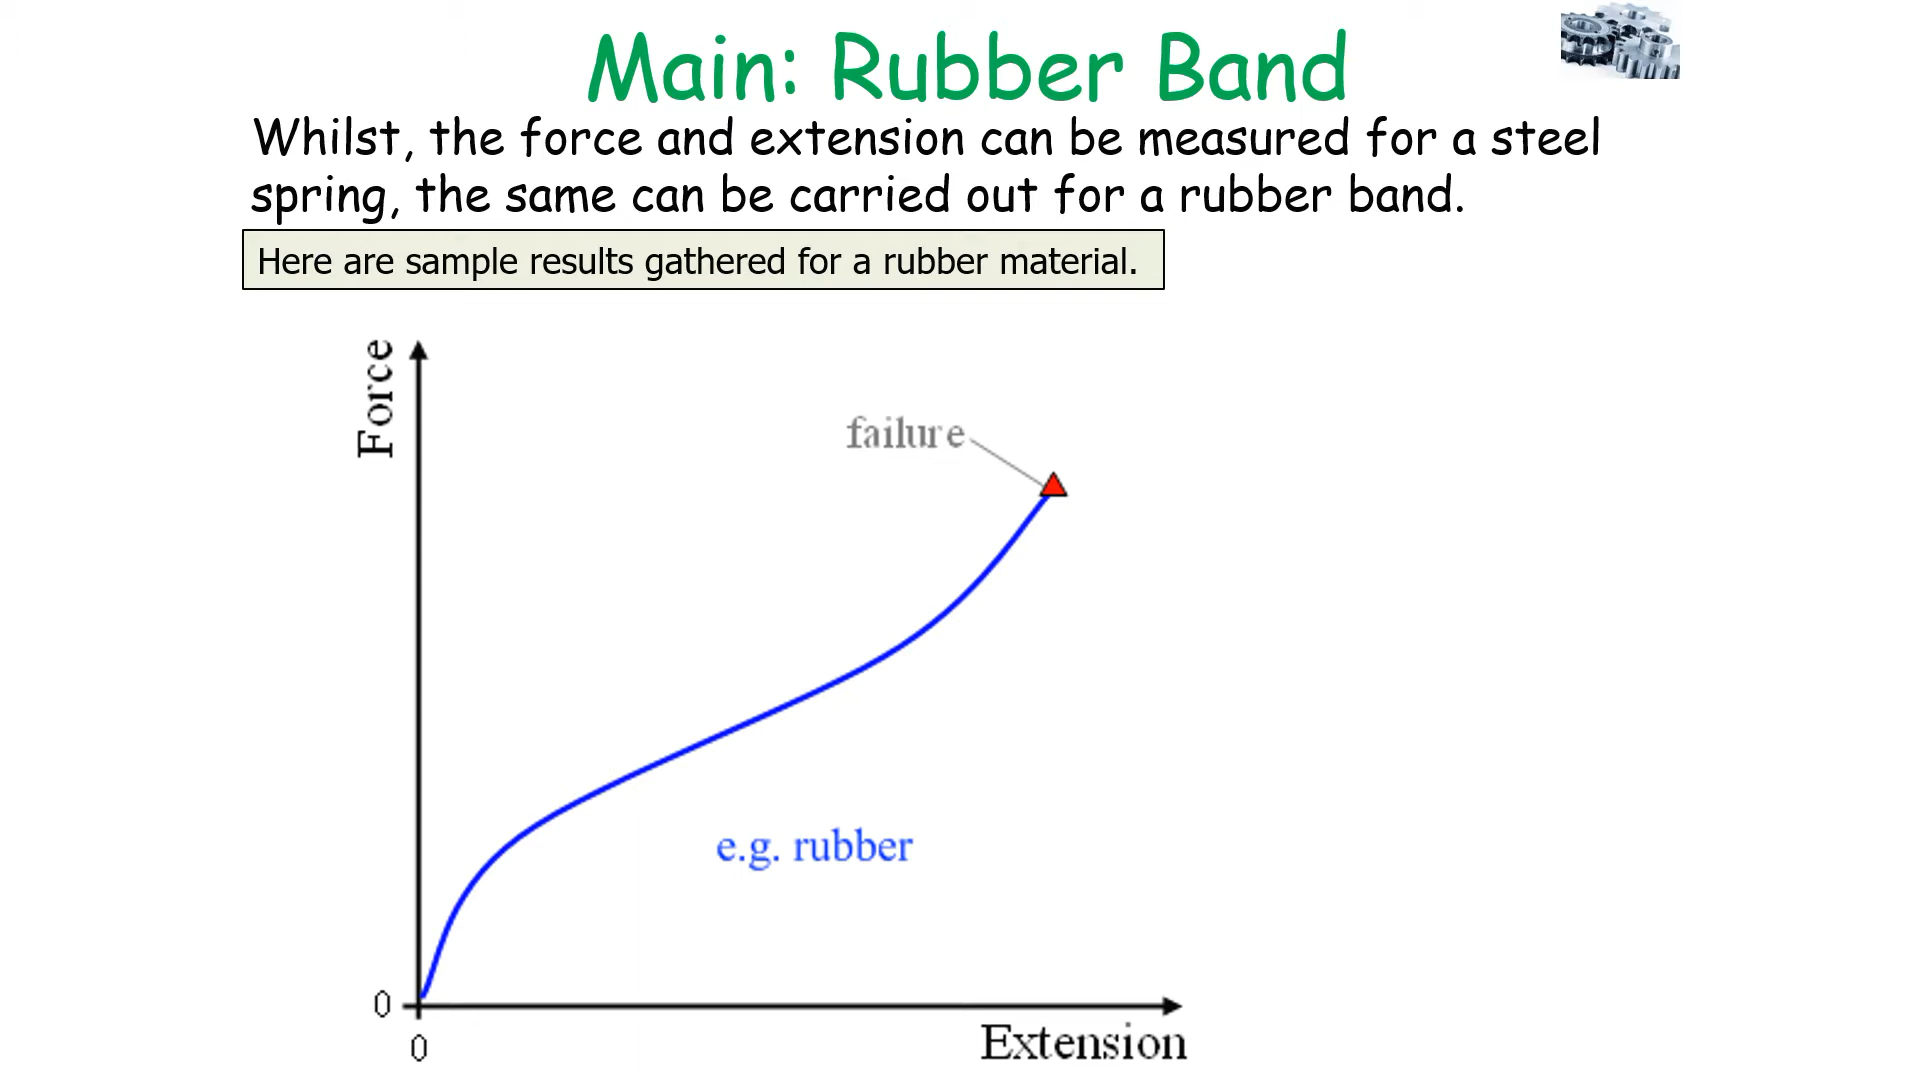 Main: Rubber Band
Whilst, the force and extension can be measured for a steel
spring, the same can be carried out for a rubber band.
Here are sample results gathered for a rubber material.
Force
failure
e.g. rubber
0
0
Extension